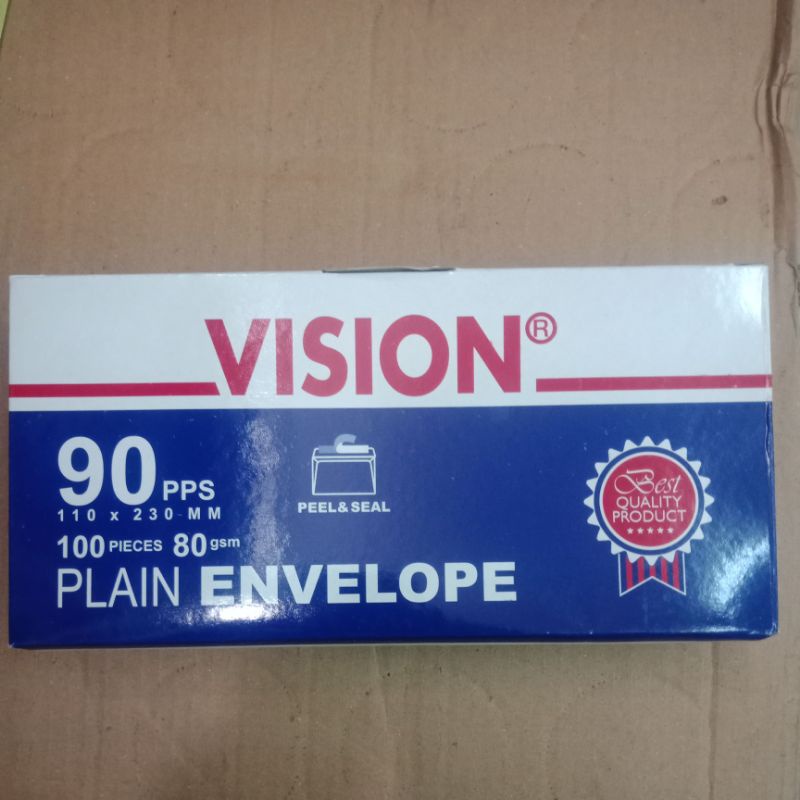 VISION®
90 PPS
110 x 230 MM
100 PIECES 80 gsm
PLAIN ENVELOPE
PEEL & SEAL
Best
QUALITY
PRODUCT